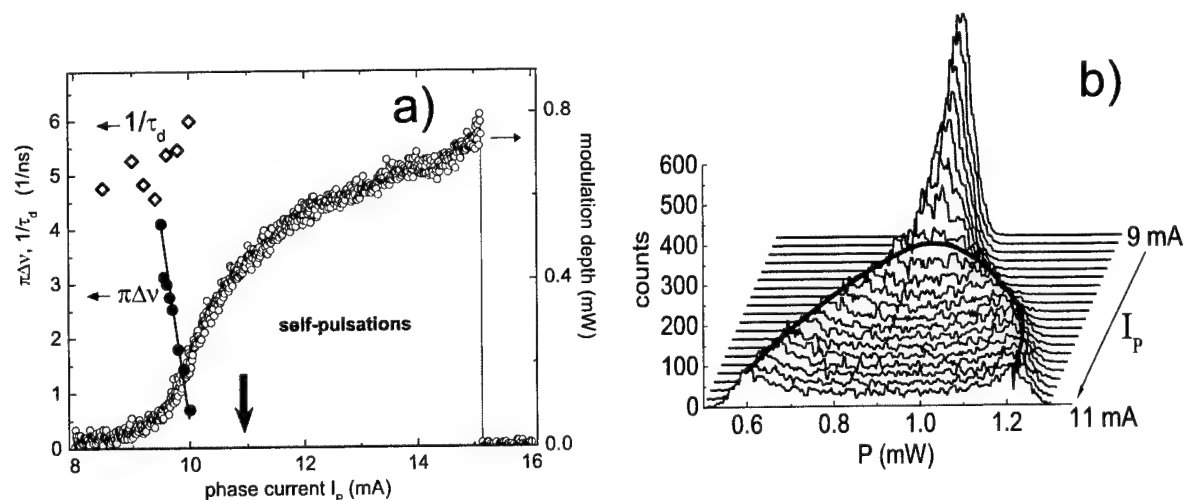 a)
6
5
4
3
2
1
0
πΔν, 1/τd (1/ns)
1/τd
πΔν
self-pulsations
0.8
0.4
0.0
modulation depth (mW)
8 10 12 14 16
phase current Ip (mA)
b)
600
500
400
300
200
100
0
counts
9 mA
IP
11 mA
0.6 0.8 1.0 1.2
P (mW)